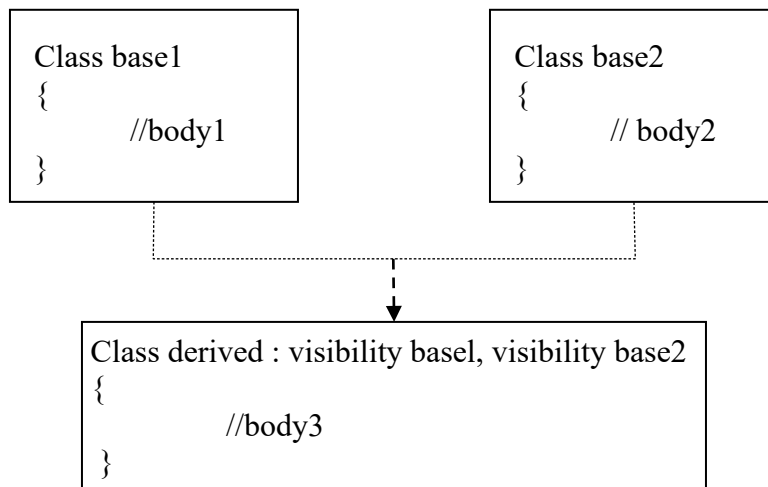 Class base1
{
//body1
}
Class base2
{
// body2
}
Class derived : visibility basel, visibility base2
{
//body3
}